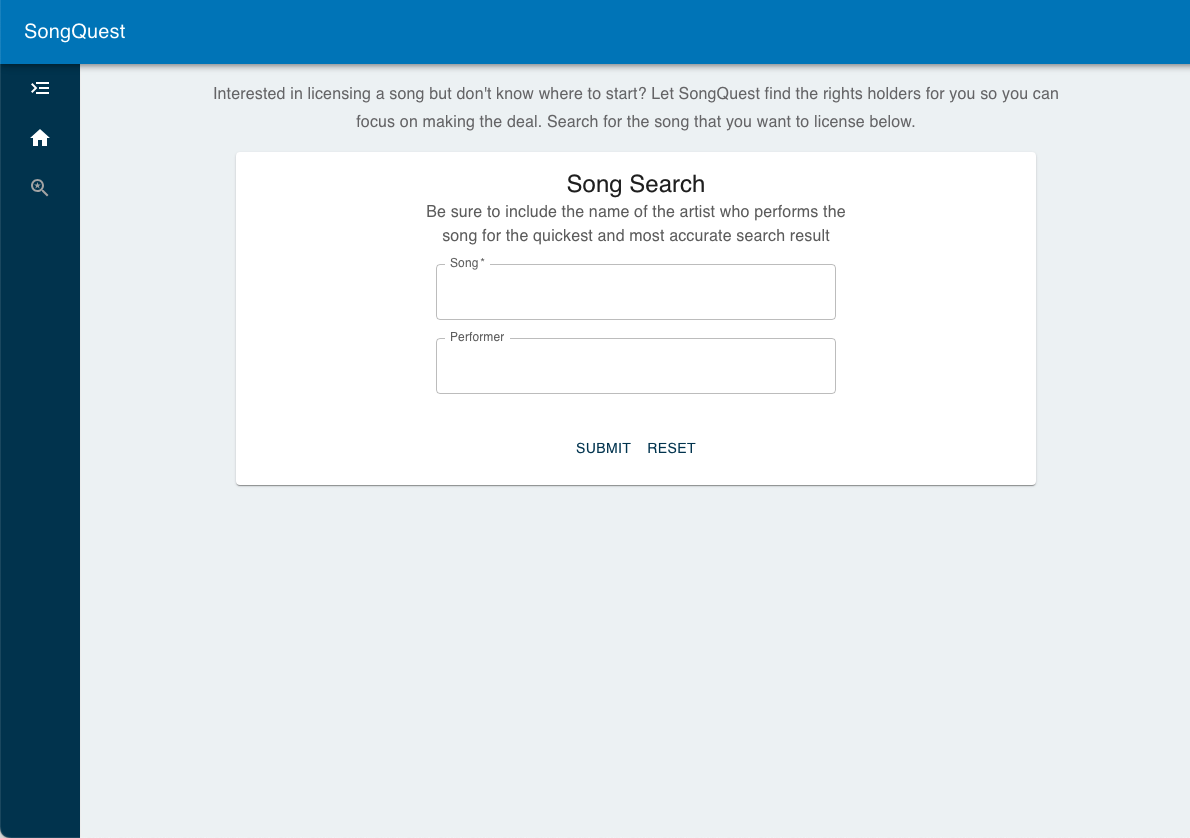 SongQuest
Interested in licensing a song but don't know where to start? Let SongQuest find the rights holders for you so you can
focus on making the deal. Search for the song that you want to license below.
Song Search
Be sure to include the name of the artist who performs the
song for the quickest and most accurate search result
Song *
Performer
SUBMIT RESET